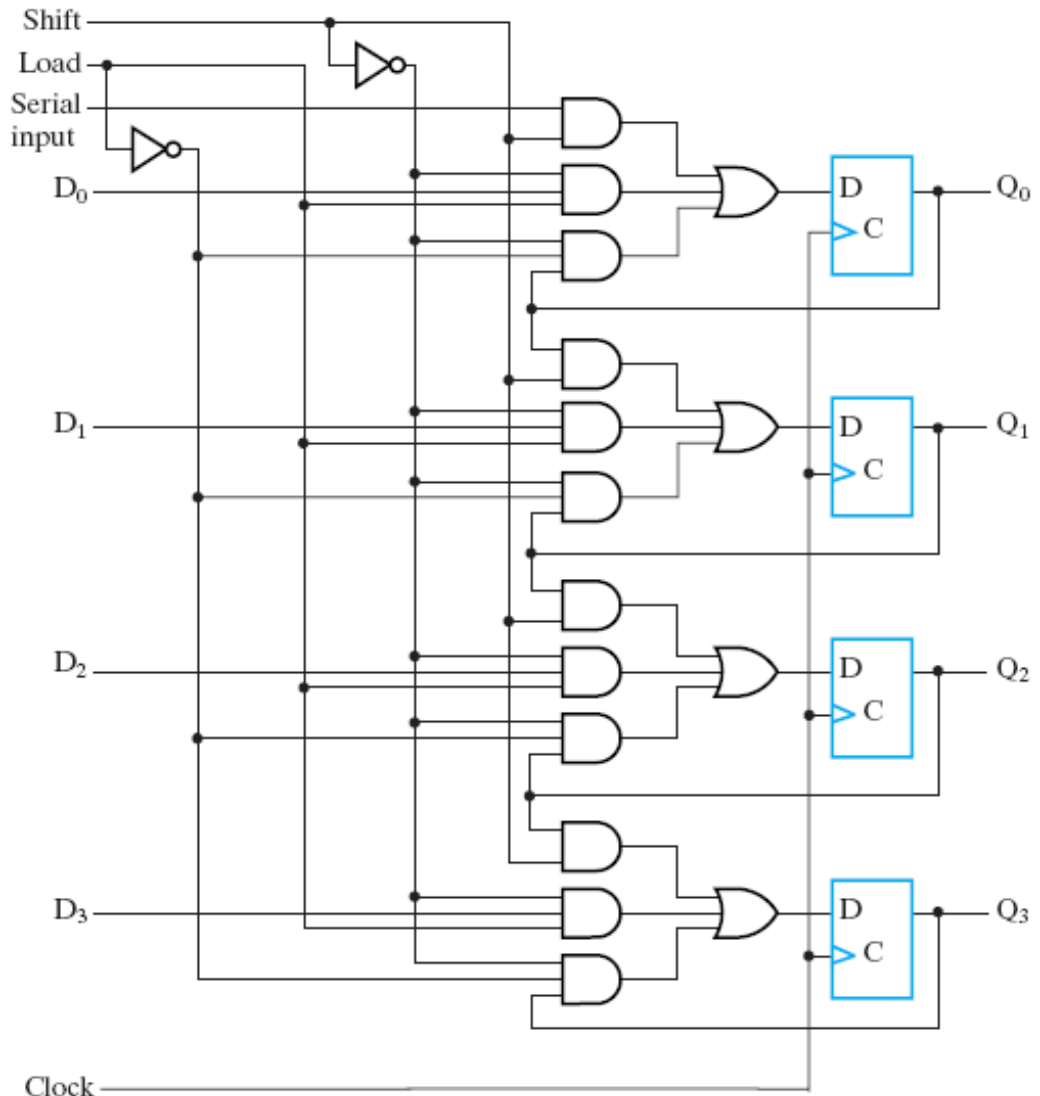 Shift
Load
Serial
input
D₀
D
C
Q₀
D₁
D
C
Q₁
D₂
D
C
Q₂
D₃
D
C
Q₃
Clock